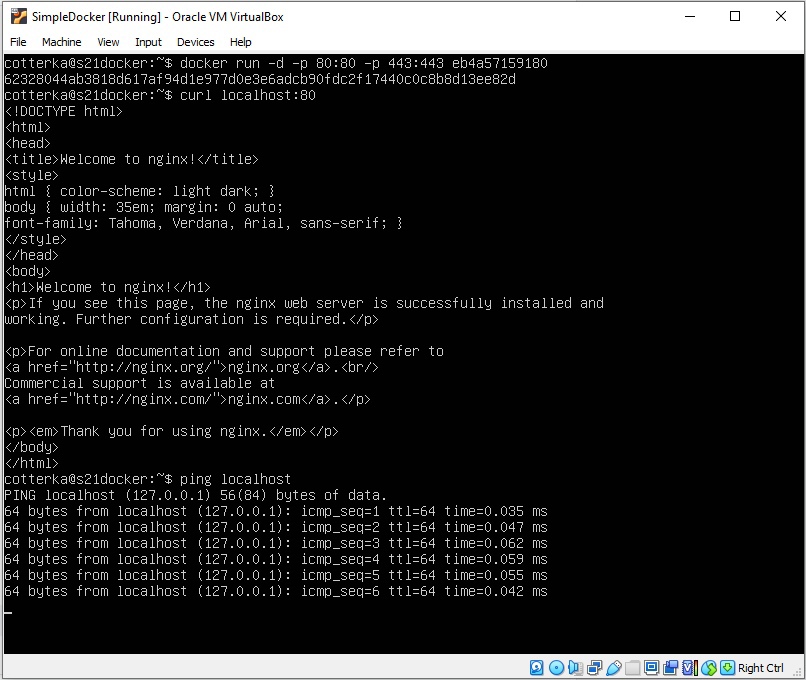 SimpleDocker [Running] - Oracle VM VirtualBox
File Machine View Input Devices Help
cotterka@s21docker:~$ docker run -d -p 80:80 -p 443:443 eb4a57159180
62328044ab3818d617af94d1e977d0e3e6adcb90fdc2f17440c0c8b8d13ee82d
cotterka@s21docker:~$ curl localhost:80
<!DOCTYPE html>
<html>
<head>
<title>Welcome to nginx!</title>
<style>
html { color-scheme: light dark; }
body { width: 35em; margin: 0 auto;
font-family: Tahoma, Verdana, Arial, sans-serif; }
</style>
</head>
<body>
<h1>Welcome to nginx!</h1>
<p>If you see this page, the nginx web server is successfully installed and
working. Further configuration is required.</p>

<p>For online documentation and support please refer to
<a href="http://nginx.org/">nginx.org</a>.<br/>
Commercial support is available at
<a href="http://nginx.com/">nginx.com</a>.</p>

<p><em>Thank you for using nginx.</em></p>
</body>
</html>
cotterka@s21docker:~$ ping localhost
PING localhost (127.0.0.1) 56(84) bytes of data.
64 bytes from localhost (127.0.0.1): icmp_seq=1 ttl=64 time=0.035 ms
64 bytes from localhost (127.0.0.1): icmp_seq=2 ttl=64 time=0.047 ms
64 bytes from localhost (127.0.0.1): icmp_seq=3 ttl=64 time=0.062 ms
64 bytes from localhost (127.0.0.1): icmp_seq=4 ttl=64 time=0.059 ms
64 bytes from localhost (127.0.0.1): icmp_seq=5 ttl=64 time=0.055 ms
64 bytes from localhost (127.0.0.1): icmp_seq=6 ttl=64 time=0.042 ms
Right Ctrl